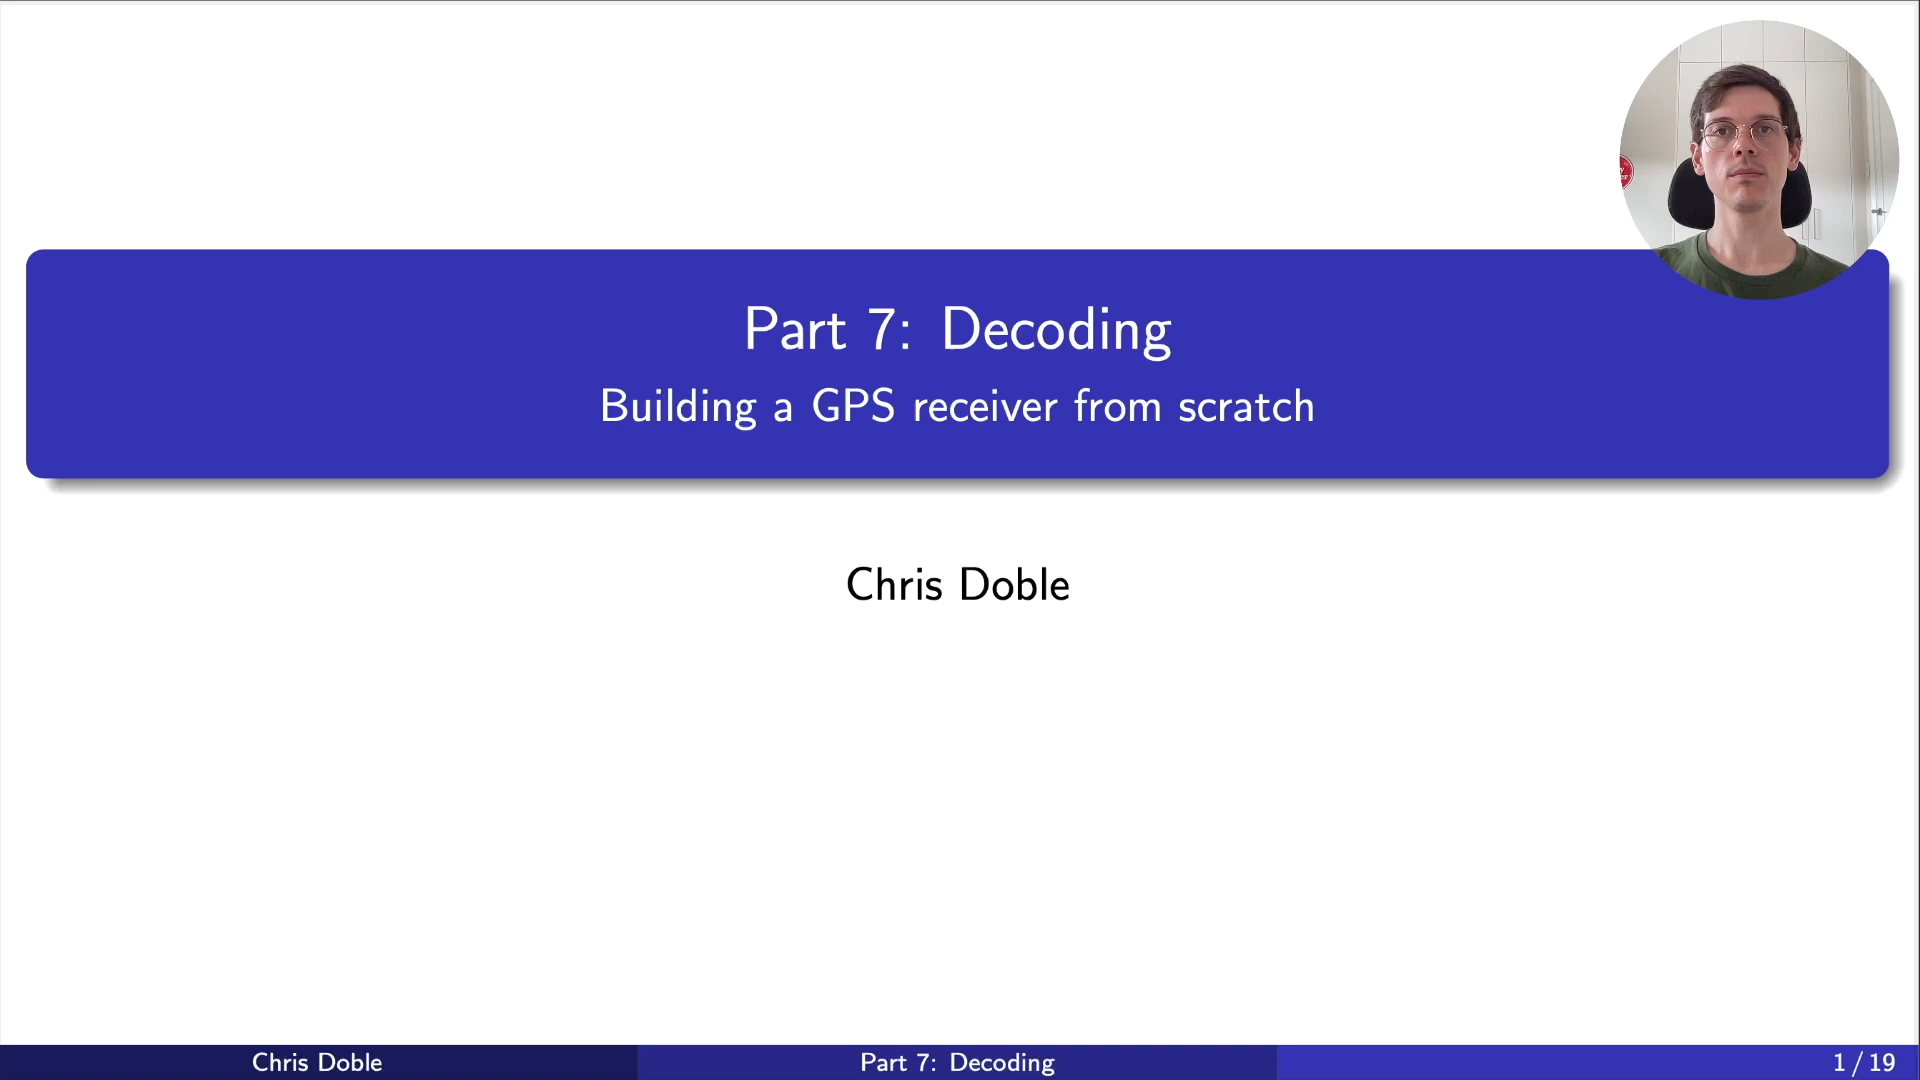 Part 7: Decoding
Building a GPS receiver from scratch
Chris Doble
Chris Doble
Part 7: Decoding
1 / 19